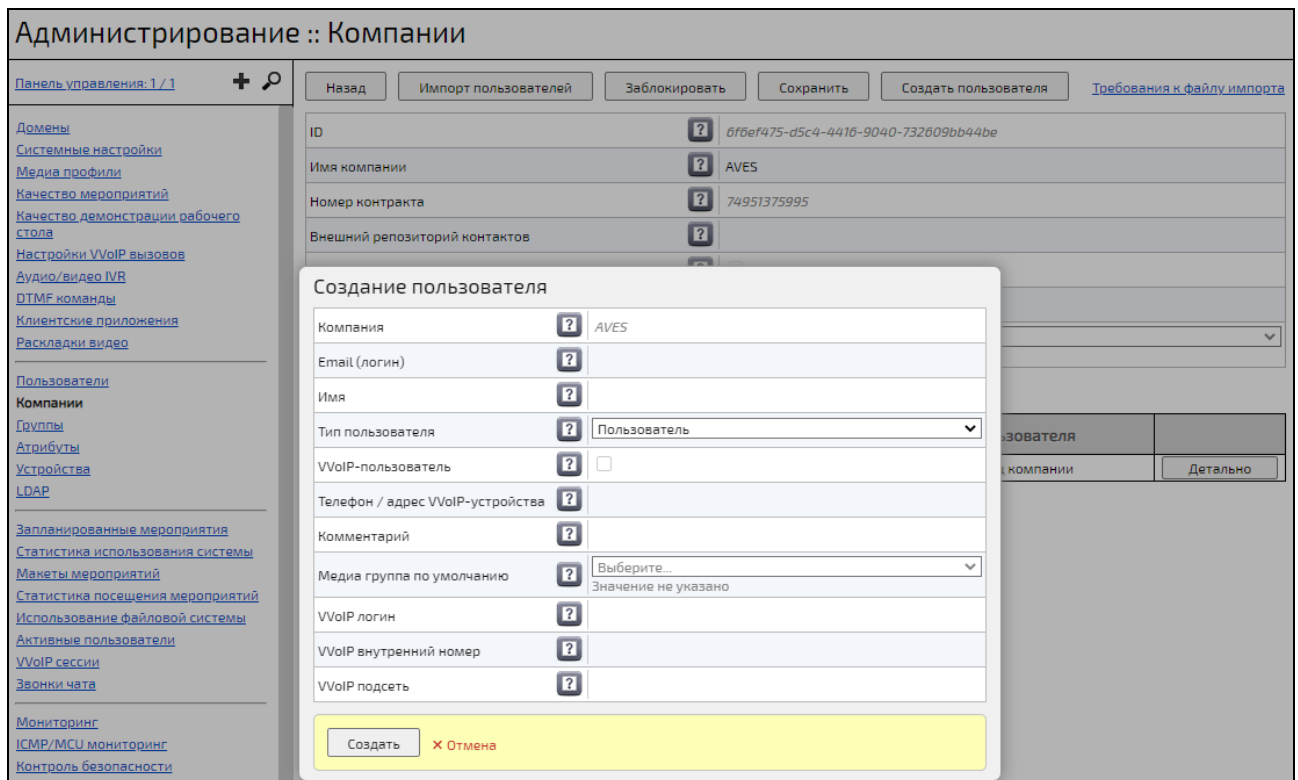 Администрирование :: Компании
Панель управления: 1 / 1
Назад
Импорт пользователей
Заблокировать
Сохранить
Создать пользователя
Требования к файлу импорта
Домены
Системные настройки
Медиа профили
Качество мероприятий
Качество демонстрации рабочего
стола
Настройки VVoIP вызовов
Аудио/видео IVR
DTMF команды
Клиентские приложения
Раскладки видео
Пользователи
Компании
Группы
Атрибуты
Устройства
LDAP
Запланированные мероприятия
Статистика использования системы
Макеты мероприятий
Статистика посещения мероприятий
Использование файловой системы
Активные пользователи
VVoIP сессии
Звонки чата
Мониторинг
ICMP/MCU мониторинг
Контроль безопасности
ID ? 6f6ef475-d5c4-4416-9040-732609bb44be
Имя компании ? AVES
Номер контракта ? 74951375995
Внешний репозиторий контактов ?
Создание пользователя
Компания ? AVES
Email (логин) ?
Имя ?
Тип пользователя ? Пользователь
VVoIP-пользователь ?
Телефон / адрес VVoIP-устройства ?
Комментарий ?
Медиа группа по умолчанию ? Выберите...
Значение не указано
VVoIP логин ?
VVoIP внутренний номер ?
VVoIP подсеть ?
Создать
× Отмена
зователя
компании
Детально